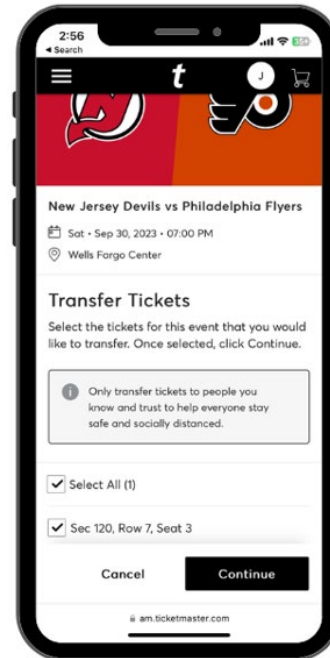 2:56
Search
t
J
New Jersey Devils vs Philadelphia Flyers
Sat • Sep 30, 2023 • 07:00 PM
Wells Fargo Center
Transfer Tickets
Select the tickets for this event that you would
like to transfer. Once selected, click Continue.
Only transfer tickets to people you
know and trust to help everyone stay
safe and socially distanced.
Select All (1)
Sec 120, Row 7, Seat 3
Cancel
Continue
am.ticketmaster.com